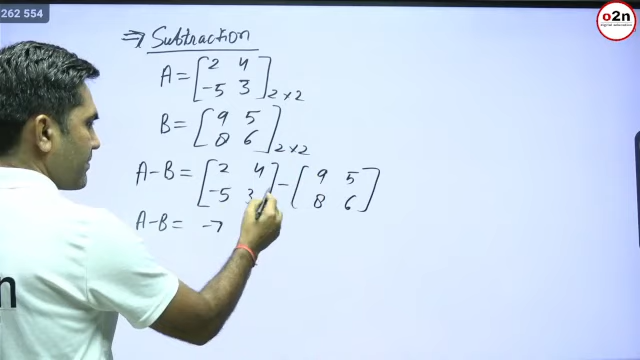 262 554
o2n
⇒ Subtraction
A = [ 2 4
-5 3 ] 2×2
B = [ 9 5
8 6 ] 2×2
A-B = [ 2 4 ] - [ 9 5
-5 3 8 6 ]
A-B = -7
n